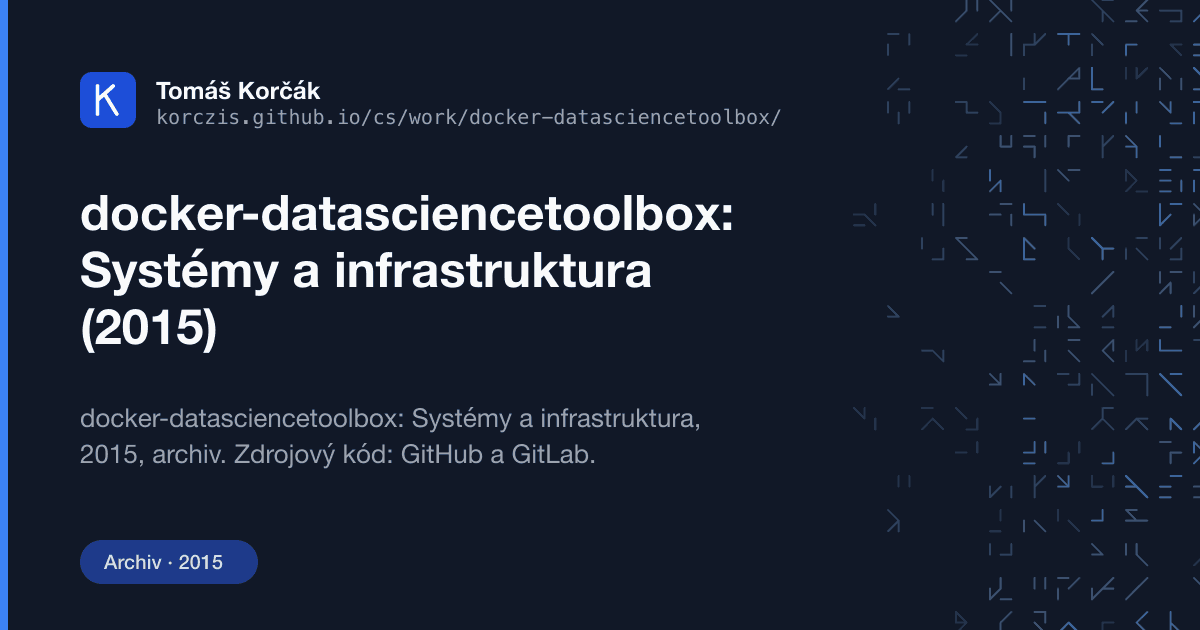 K
Tomáš Korčák
korczis.github.io/cs/work/docker-datasciencetoolbox/
docker-datasciencetoolbox:
Systémy a infrastruktura
(2015)
docker-datasciencetoolbox: Systémy a infrastruktura,
2015, archiv. Zdrojový kód: GitHub a GitLab.
Archiv · 2015